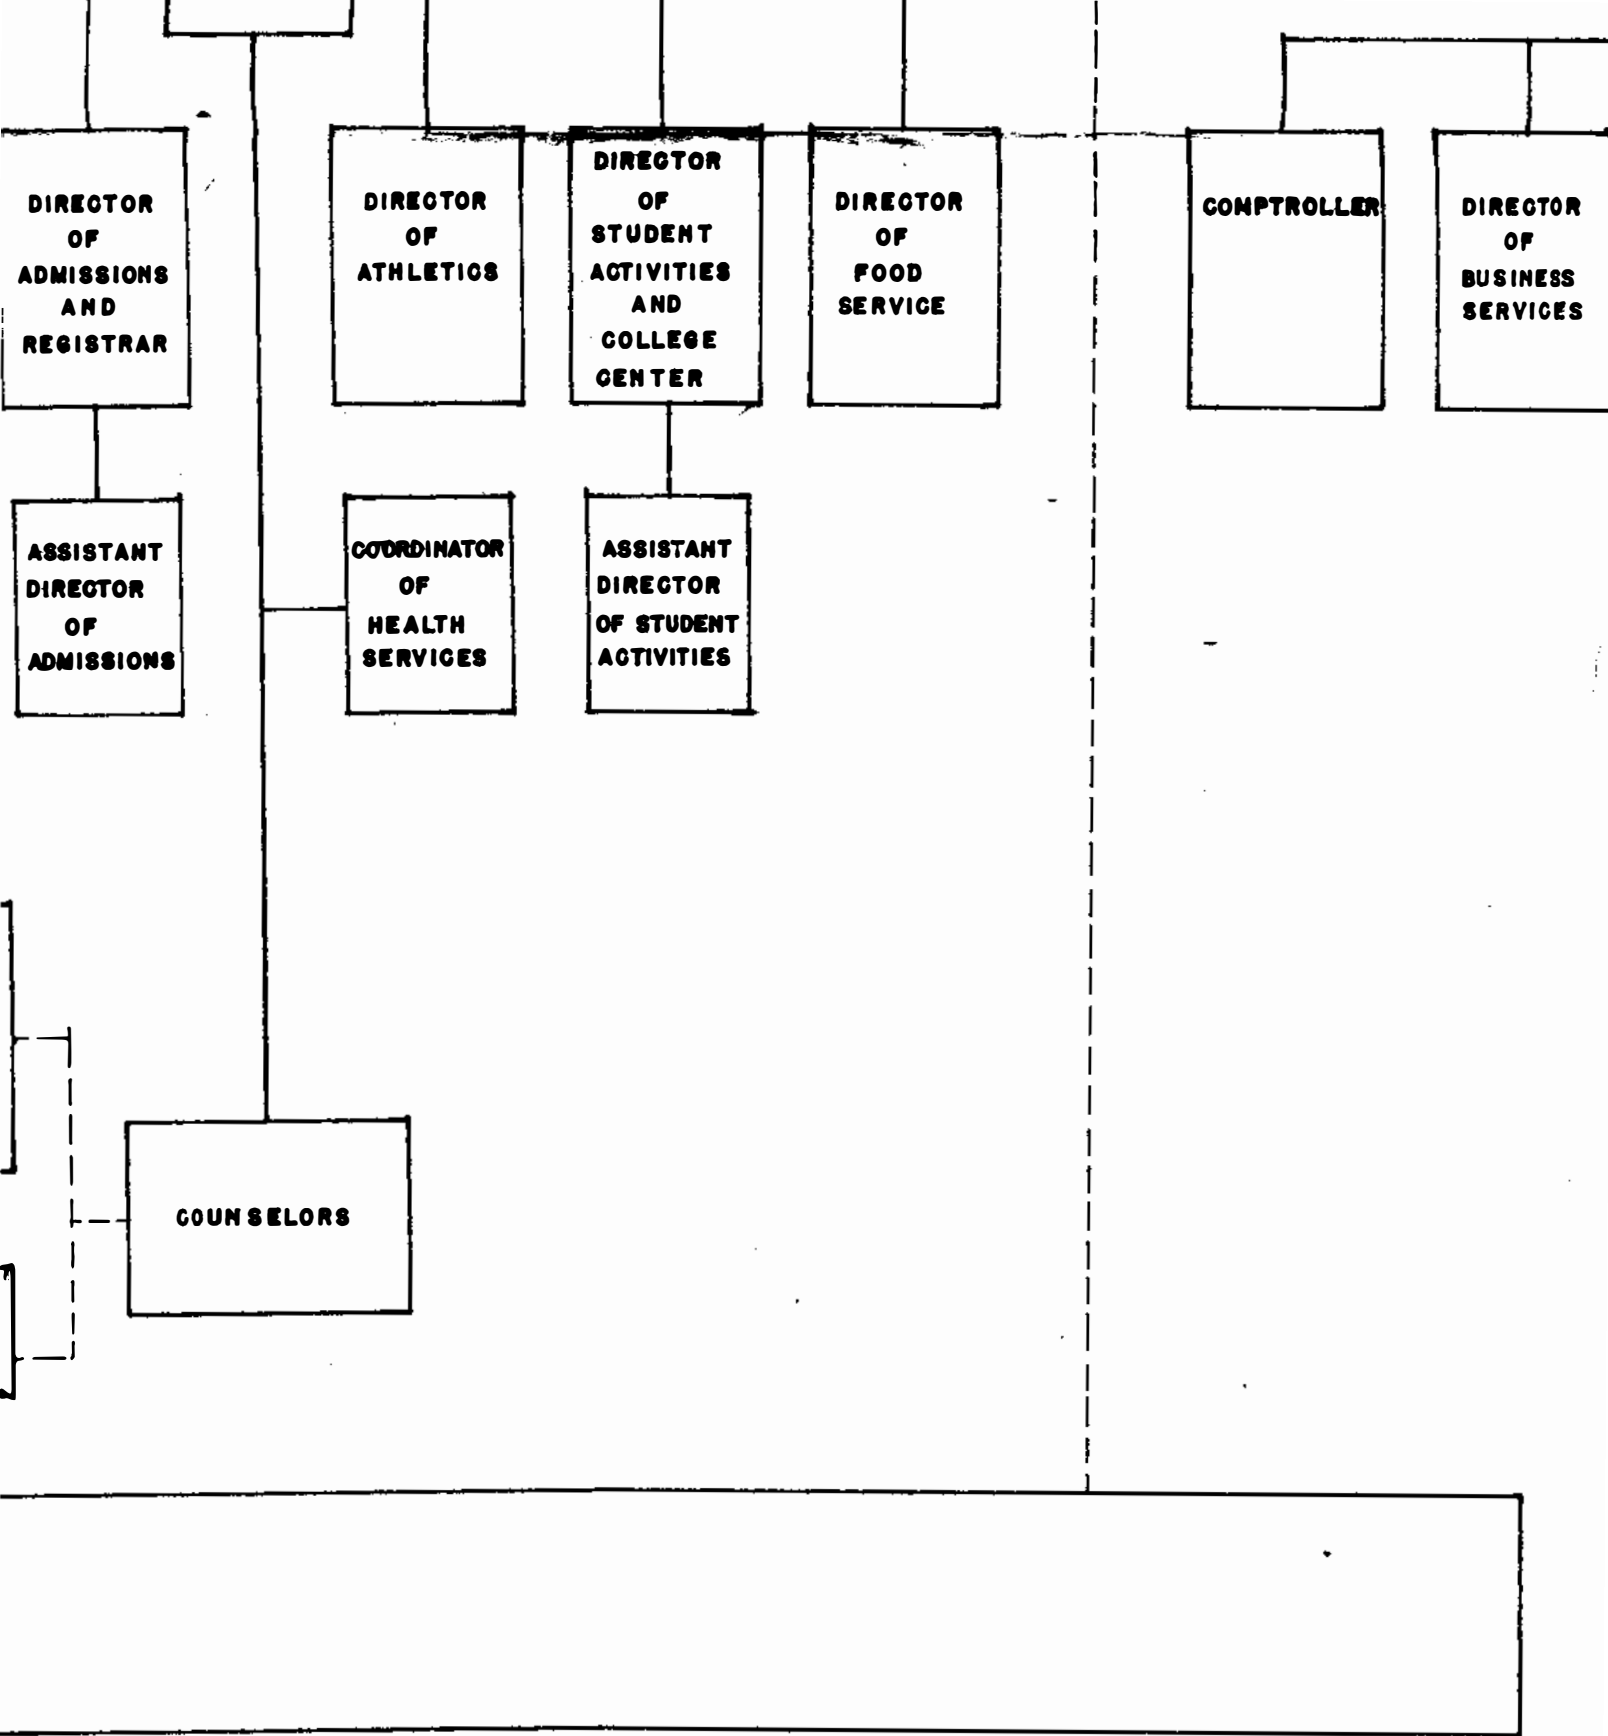 DIRECTOR
OF
ADMISSIONS
AND
REGISTRAR
DIRECTOR
OF
ATHLETICS
DIRECTOR
OF
STUDENT
ACTIVITIES
AND
COLLEGE
CENTER
DIRECTOR
OF
FOOD
SERVICE
COMPTROLLER
DIRECTOR
OF
BUSINESS
SERVICES
ASSISTANT
DIRECTOR
OF
ADMISSIONS
COORDINATOR
OF
HEALTH
SERVICES
ASSISTANT
DIRECTOR
OF STUDENT
ACTIVITIES
COUNSELORS